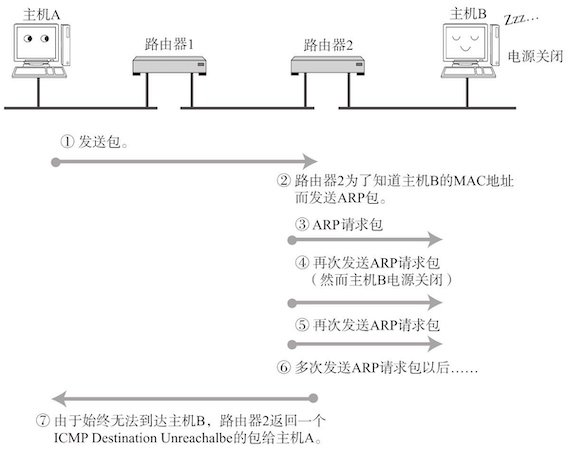 主机A
主机B
Zzz…
路由器1
路由器2
电源关闭
① 发送包。
② 路由器2为了知道主机B的MAC地址
而发送ARP包。
③ ARP请求包
④ 再次发送ARP请求包
（然而主机B电源关闭）
⑤ 再次发送ARP请求包
⑥ 多次发送ARP请求包以后……
⑦ 由于始终无法到达主机B，路由器2返回一个
ICMP Destination Unreachalbe的包给主机A。